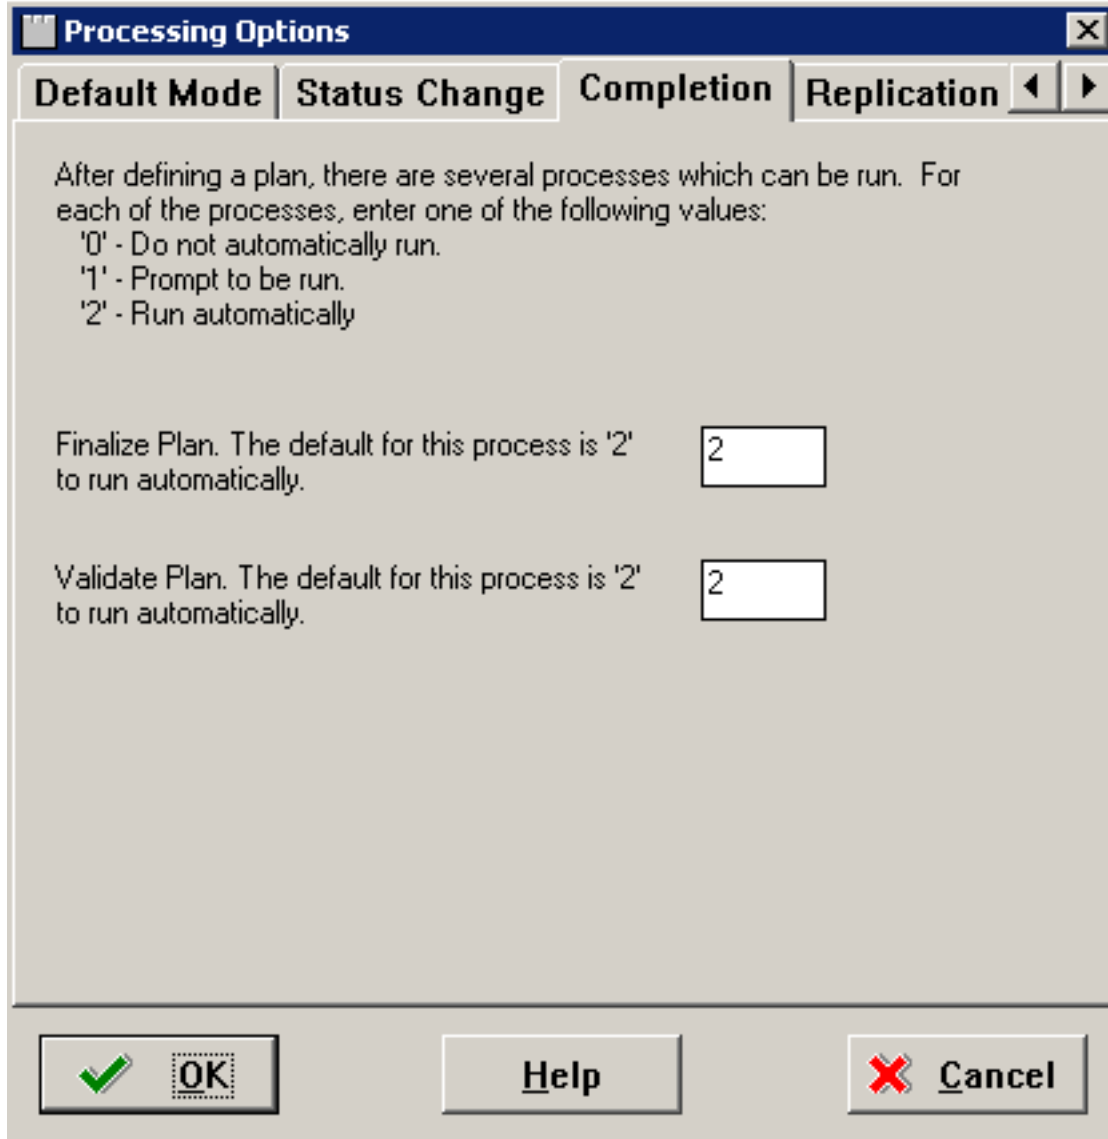 Processing Options
Default Mode Status Change Completion Replication
After defining a plan, there are several processes which can be run.  For
each of the processes, enter one of the following values:
'0' - Do not automatically run.
'1' - Prompt to be run.
'2' - Run automatically
Finalize Plan. The default for this process is '2'
to run automatically.
2
Validate Plan. The default for this process is '2'
to run automatically.
2
OK Help Cancel